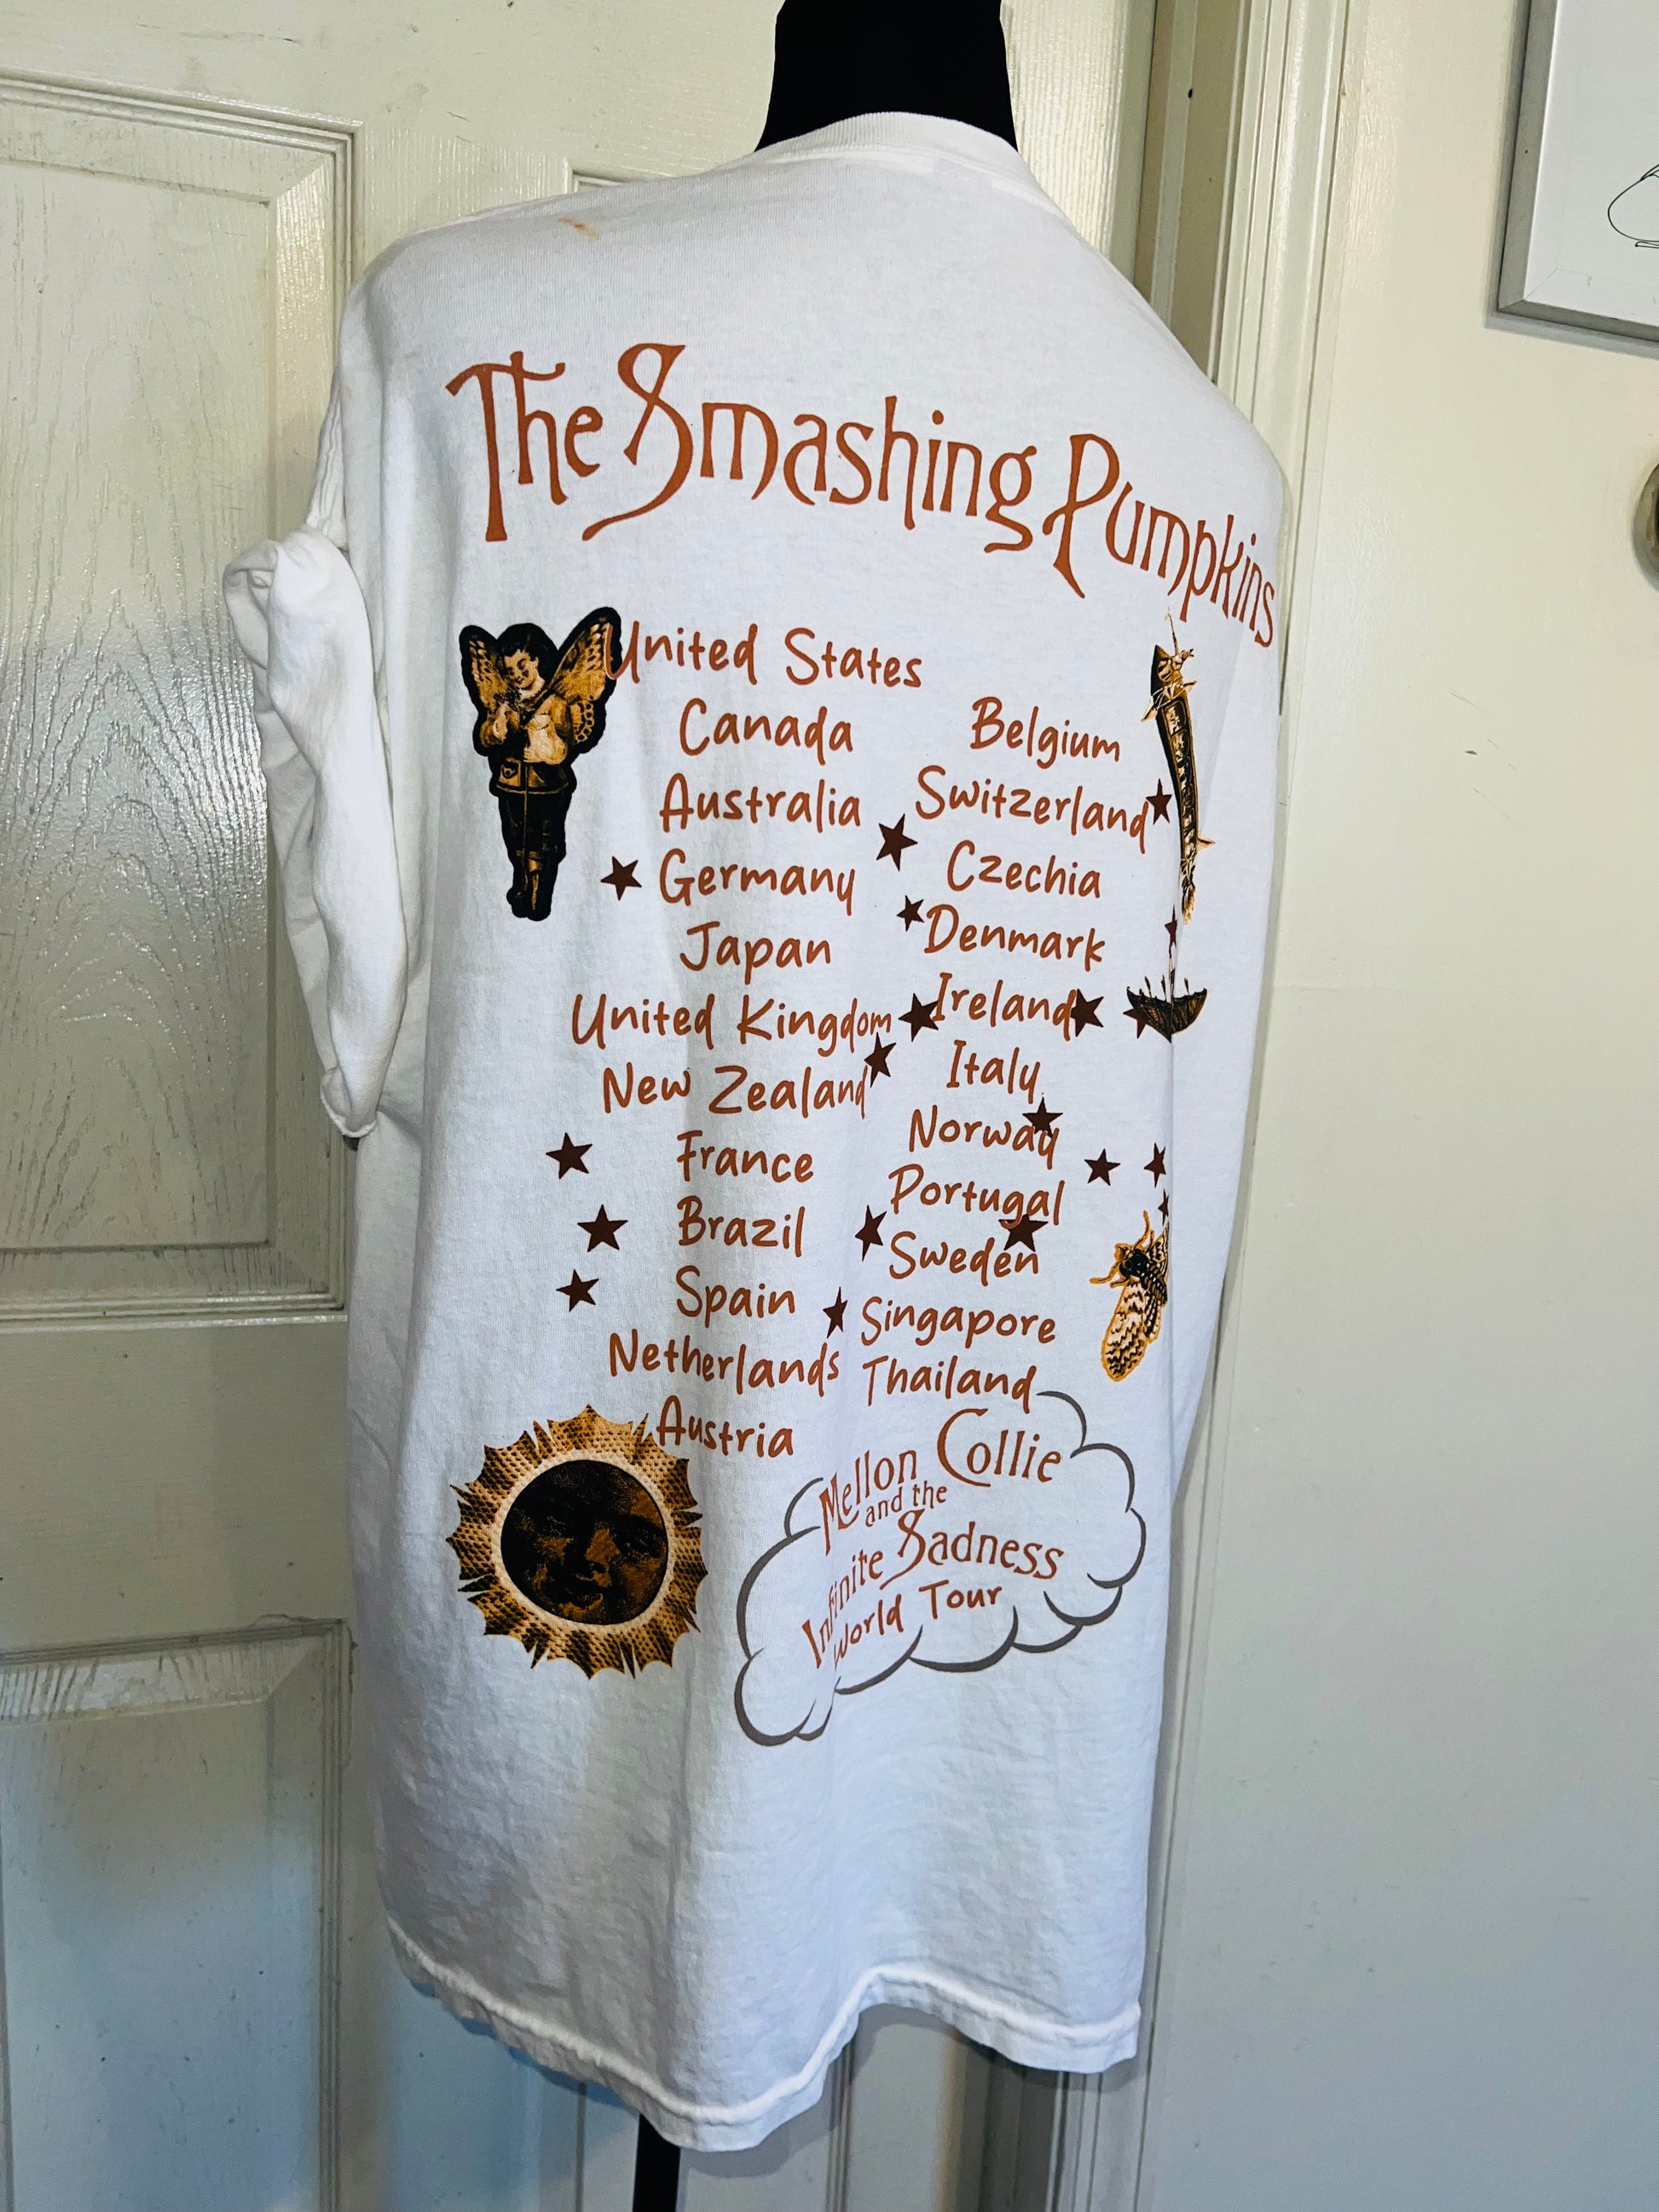 The Smashing Pumpkins
United States
Canada
Australia
Germany
Japan
United Kingdom
New Zealand
France
Brazil
Spain
Netherlands
Austria
Belgium
Switzerland
Czechia
Denmark
Ireland
Italy
Norway
Portugal
Sweden
Singapore
Thailand
Mellon Collie
and the
Infinite Sadness
World Tour